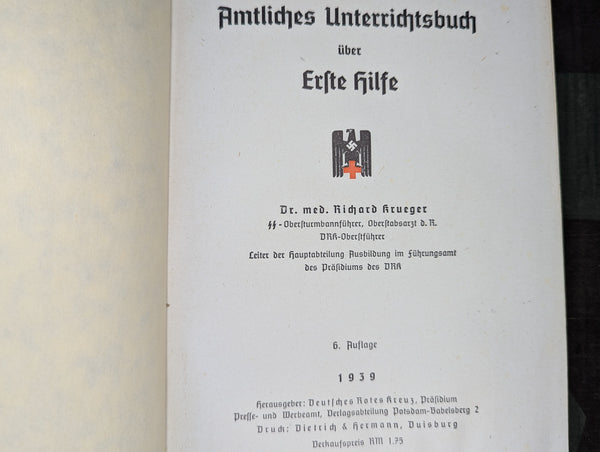 Amtliches Unterrichtsbuch
über
Erste Hilfe
Dr. med. Richard Krueger
SS-Obersturmbannführer, Oberstabsarzt d. R.
DRK-Oberstführer
Leiter der Hauptabteilung Ausbildung im Führungsamt
des Präsidiums des DRK
6. Auflage
1939
Herausgeber: Deutsches Rotes Kreuz, Präsidium
Presse- und Werbeamt, Verlagsabteilung Potsdam-Babelsberg 2
Druck: Dietrich & Hermann, Duisburg
Verkaufspreis RM 1.75